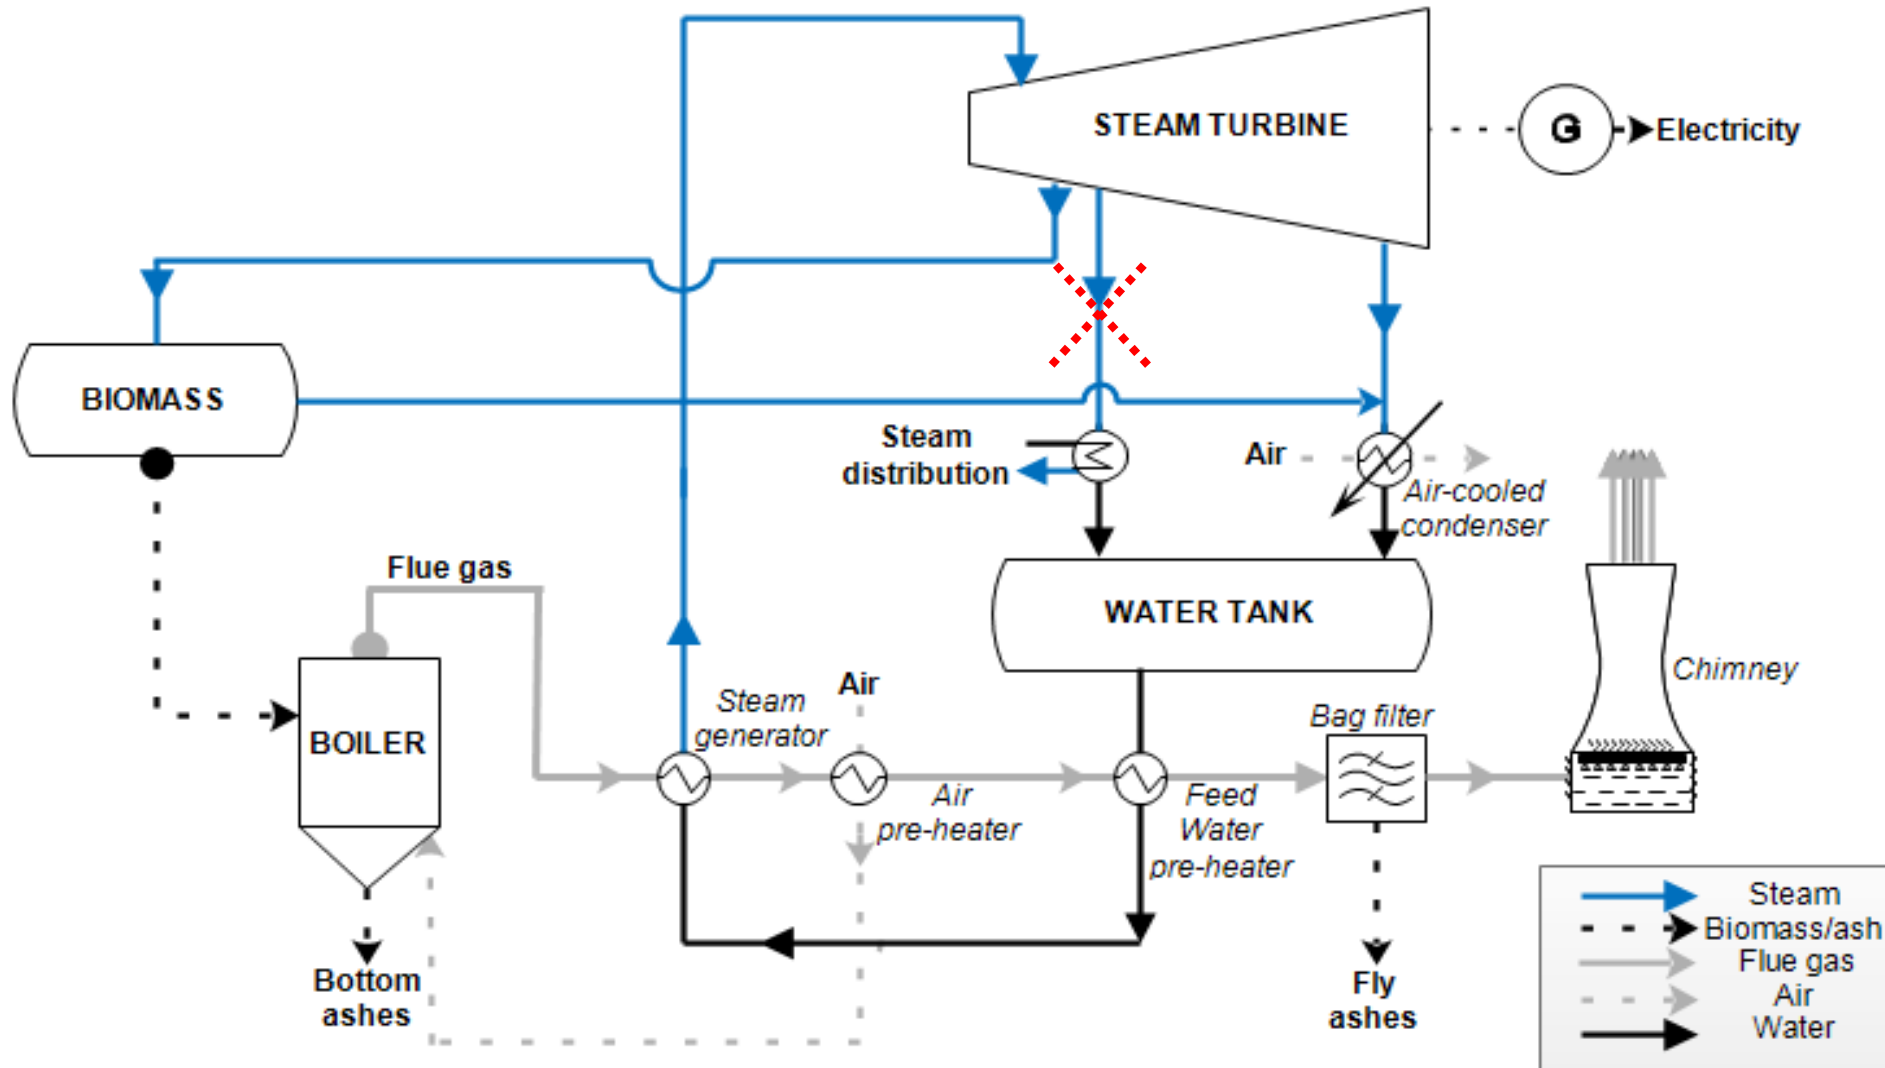 STEAM TURBINE
G
Electricity
BIOMASS
Steam
distribution
Air
Air-cooled
condenser
Flue gas
WATER TANK
Chimney
Air
Steam
generator
Bag filter
BOILER
Air
pre-heater
Feed
Water
pre-heater
Bottom
ashes
Fly
ashes
Steam
Biomass/ash
Flue gas
Air
Water